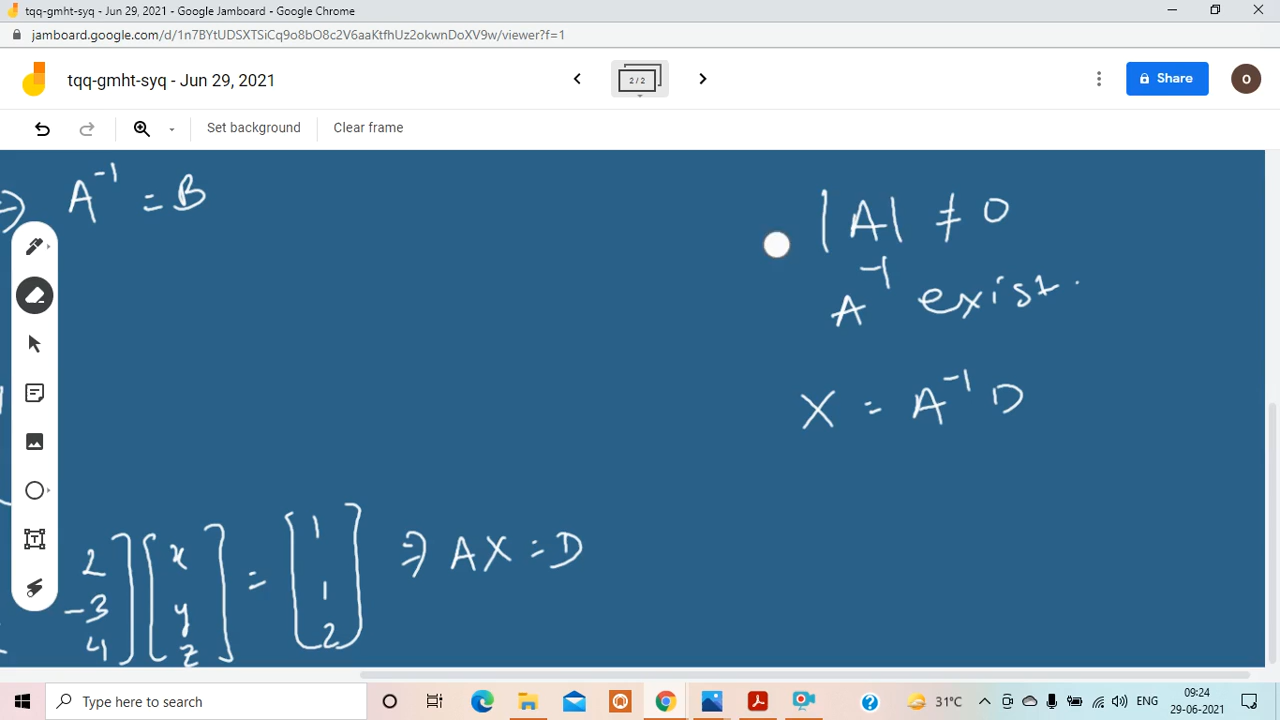 tqq-gmht-syq - Jun 29, 2021 - Google Jamboard - Google Chrome
jamboard.google.com/d/1n7BYtUDSXTSiCq9o8bO8c2V6aaKtfhUz2okwnDoXV9w/viewer?f=1
tqq-gmht-syq - Jun 29, 2021
2 / 2
Share
O
Set background
Clear frame
⇒ A⁻¹ = B
|A| ≠ 0
A⁻¹ exist.
X = A⁻¹ D
2 x 1
-3 y = 1 ⇒ AX = D
4 z 2
Type here to search
31°C
ENG
09:24
29-06-2021